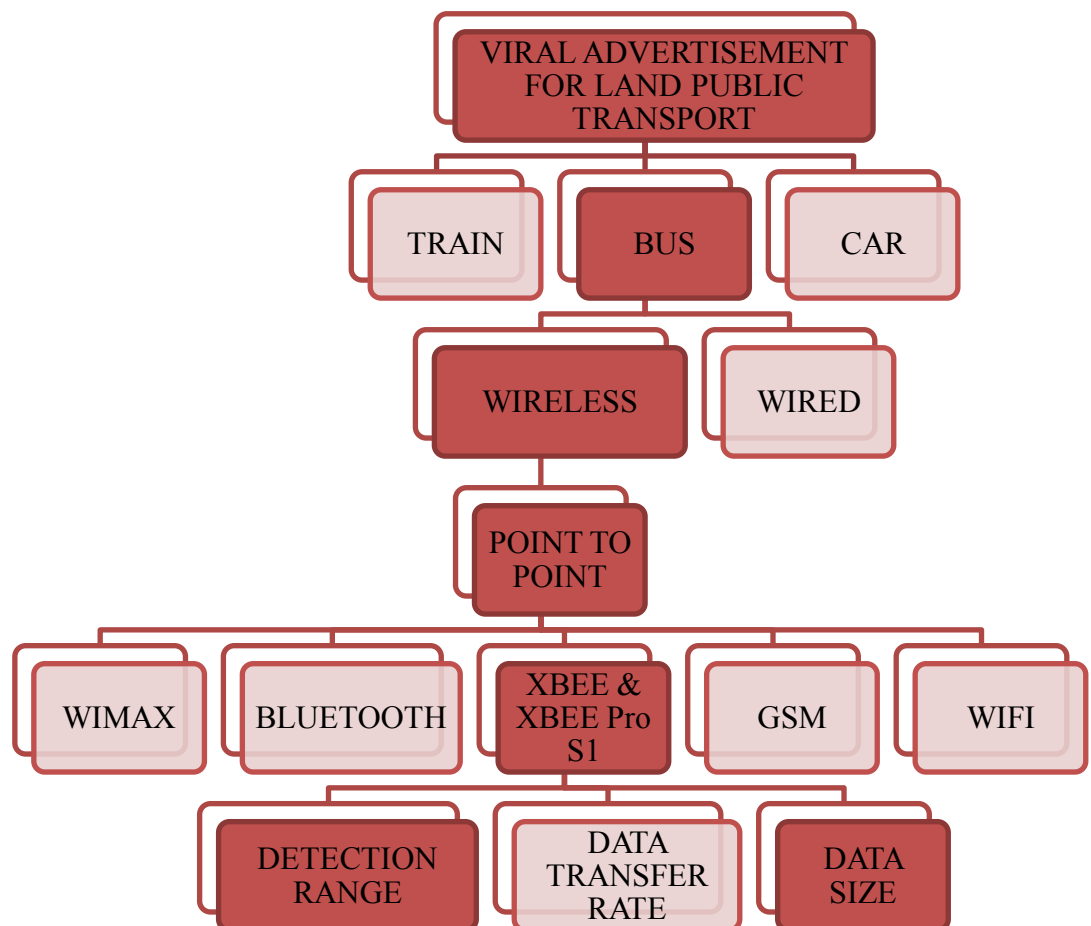 VIRAL ADVERTISEMENT
FOR LAND PUBLIC
TRANSPORT
TRAIN
BUS
CAR
WIRELESS
WIRED
POINT TO
POINT
WIMAX
BLUETOOTH
XBEE &
XBEE Pro
S1
GSM
WIFI
DETECTION
RANGE
DATA
TRANSFER
RATE
DATA
SIZE